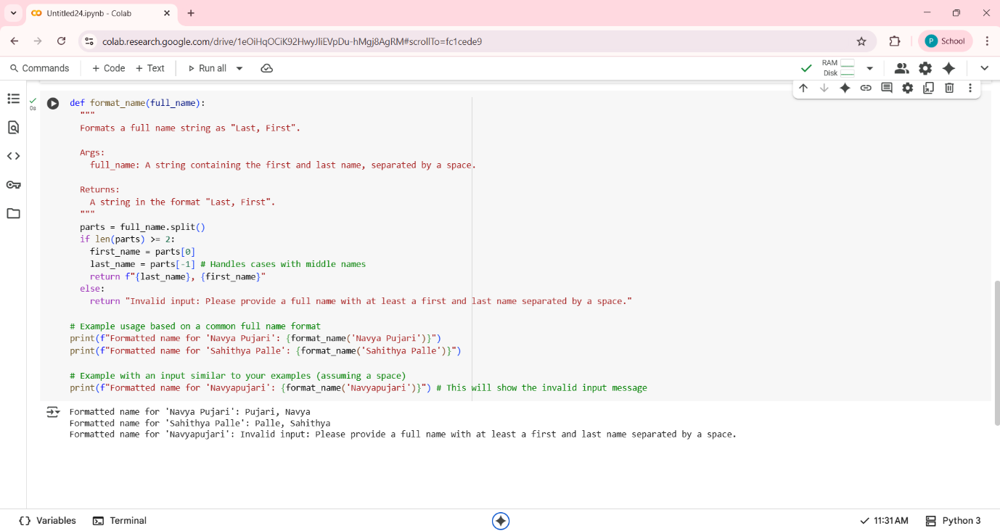 Untitled24.ipynb - Colab
colab.research.google.com/drive/1eOiHqOCiK92HwyJliEVpDu-hMgj8AgRM#scrollTo=fc1cede9
P School
Commands + Code + Text Run all RAM Disk
0s
def format_name(full_name):
"""
Formats a full name string as "Last, First".
Args:
full_name: A string containing the first and last name, separated by a space.
Returns:
A string in the format "Last, First".
"""
parts = full_name.split()
if len(parts) >= 2:
first_name = parts[0]
last_name = parts[-1] # Handles cases with middle names
return f"{last_name}, {first_name}"
else:
return "Invalid input: Please provide a full name with at least a first and last name separated by a space."
# Example usage based on a common full name format
print(f"Formatted name for 'Navya Pujari': {format_name('Navya Pujari')}")
print(f"Formatted name for 'Sahithya Palle': {format_name('Sahithya Palle')}")
# Example with an input similar to your examples (assuming a space)
print(f"Formatted name for 'Navyapujari': {format_name('Navyapujari')}") # This will show the invalid input message
Formatted name for 'Navya Pujari': Pujari, Navya
Formatted name for 'Sahithya Palle': Palle, Sahithya
Formatted name for 'Navyapujari': Invalid input: Please provide a full name with at least a first and last name separated by a space.
Variables Terminal 11:31 AM Python 3